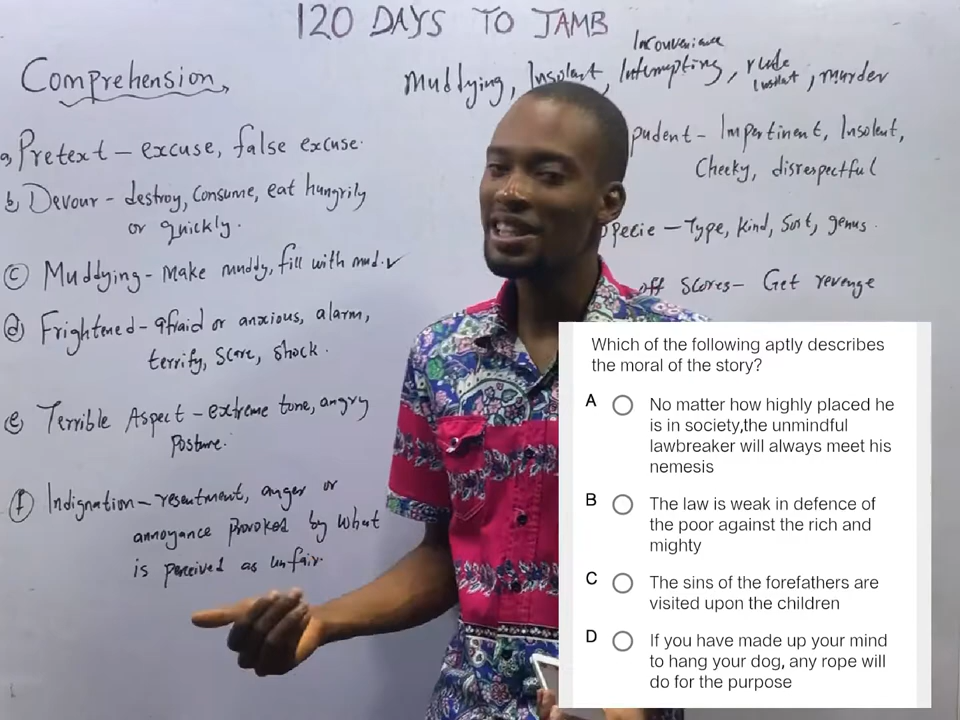 120 DAYS TO JAMB
Comprehension
a) Pretext – excuse, false excuse.
b) Devour – destroy, consume, eat hungrily
or quickly.
c) Muddying – make muddy, fill with mud. ✓
d) Frightened – afraid or anxious, alarm,
terrify, scare, shock.
e) Terrible Aspect – extreme tone, angry
posture.
f) Indignation – resentment, anger or
annoyance provoked by what
is perceived as unfair.
Inconvenience
Muddying, Insolent, Interrupting, rude, murder
Insolent
pudent – Impertinent, Insolent,
Cheeky, disrespectful
specie – Type, kind, Sort, genus.
off scores – Get revenge
Which of the following aptly describes
the moral of the story?
A No matter how highly placed he
is in society,the unmindful
lawbreaker will always meet his
nemesis
B The law is weak in defence of
the poor against the rich and
mighty
C The sins of the forefathers are
visited upon the children
D If you have made up your mind
to hang your dog, any rope will
do for the purpose